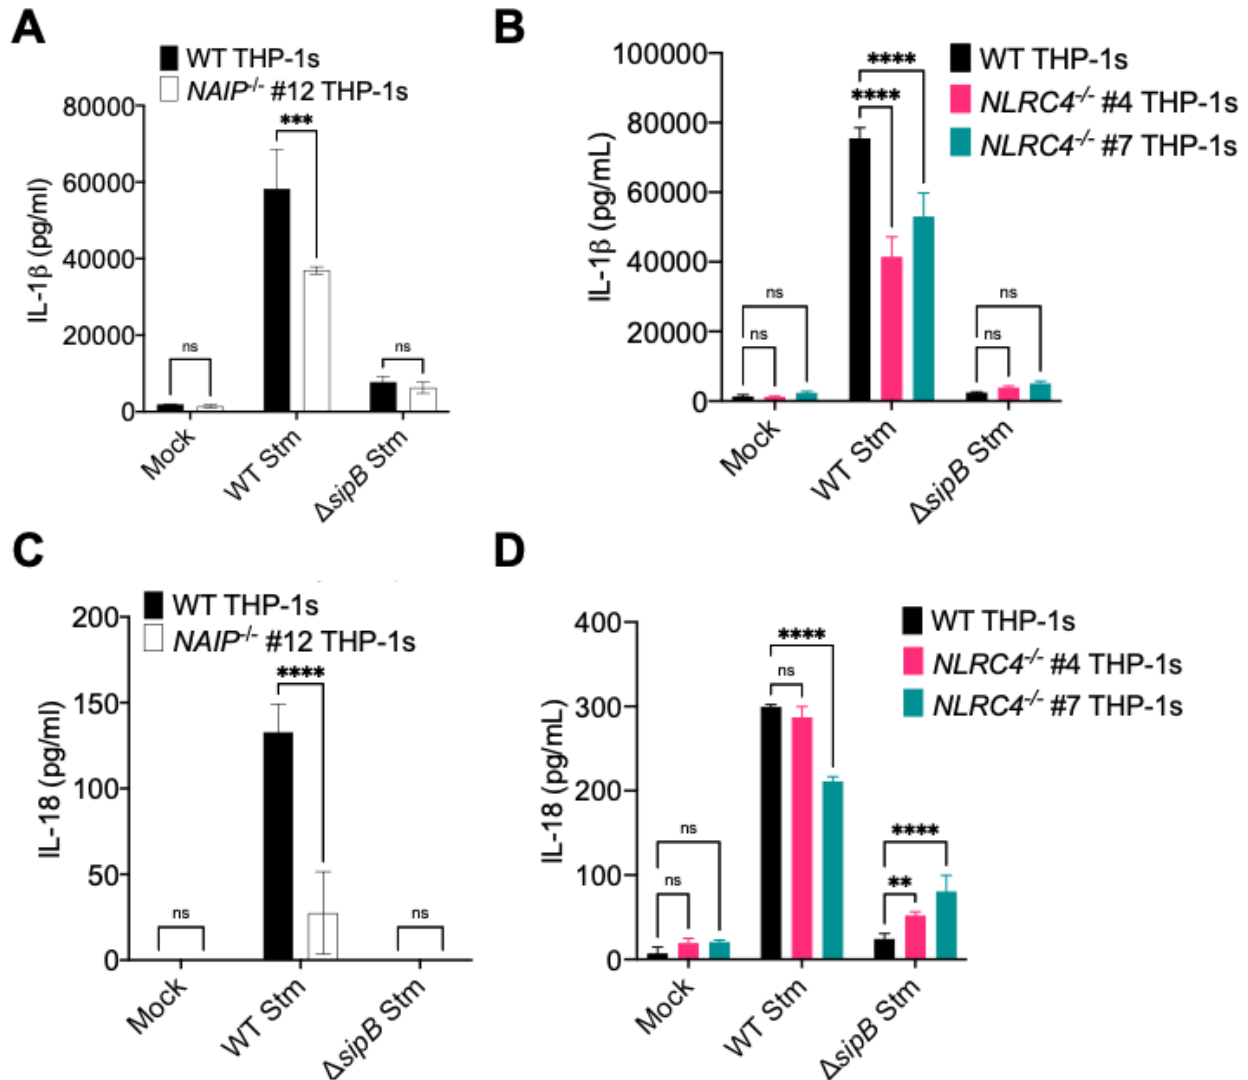 A
WT THP-1s
NAIP-/- #12 THP-1s
IL-1β (pg/ml)
80000
60000
40000
20000
0
ns
***
ns
Mock
WT Stm
ΔsipB Stm
B
WT THP-1s
NLRC4-/- #4 THP-1s
NLRC4-/- #7 THP-1s
IL-1β (pg/mL)
100000
80000
60000
40000
20000
0
ns
ns
****
****
ns
ns
Mock
WT Stm
ΔsipB Stm
C
WT THP-1s
NAIP-/- #12 THP-1s
IL-18 (pg/ml)
200
150
100
50
0
ns
****
ns
Mock
WT Stm
ΔsipB Stm
D
WT THP-1s
NLRC4-/- #4 THP-1s
NLRC4-/- #7 THP-1s
IL-18 (pg/mL)
400
300
200
100
0
ns
ns
****
ns
****
**
Mock
WT Stm
ΔsipB Stm